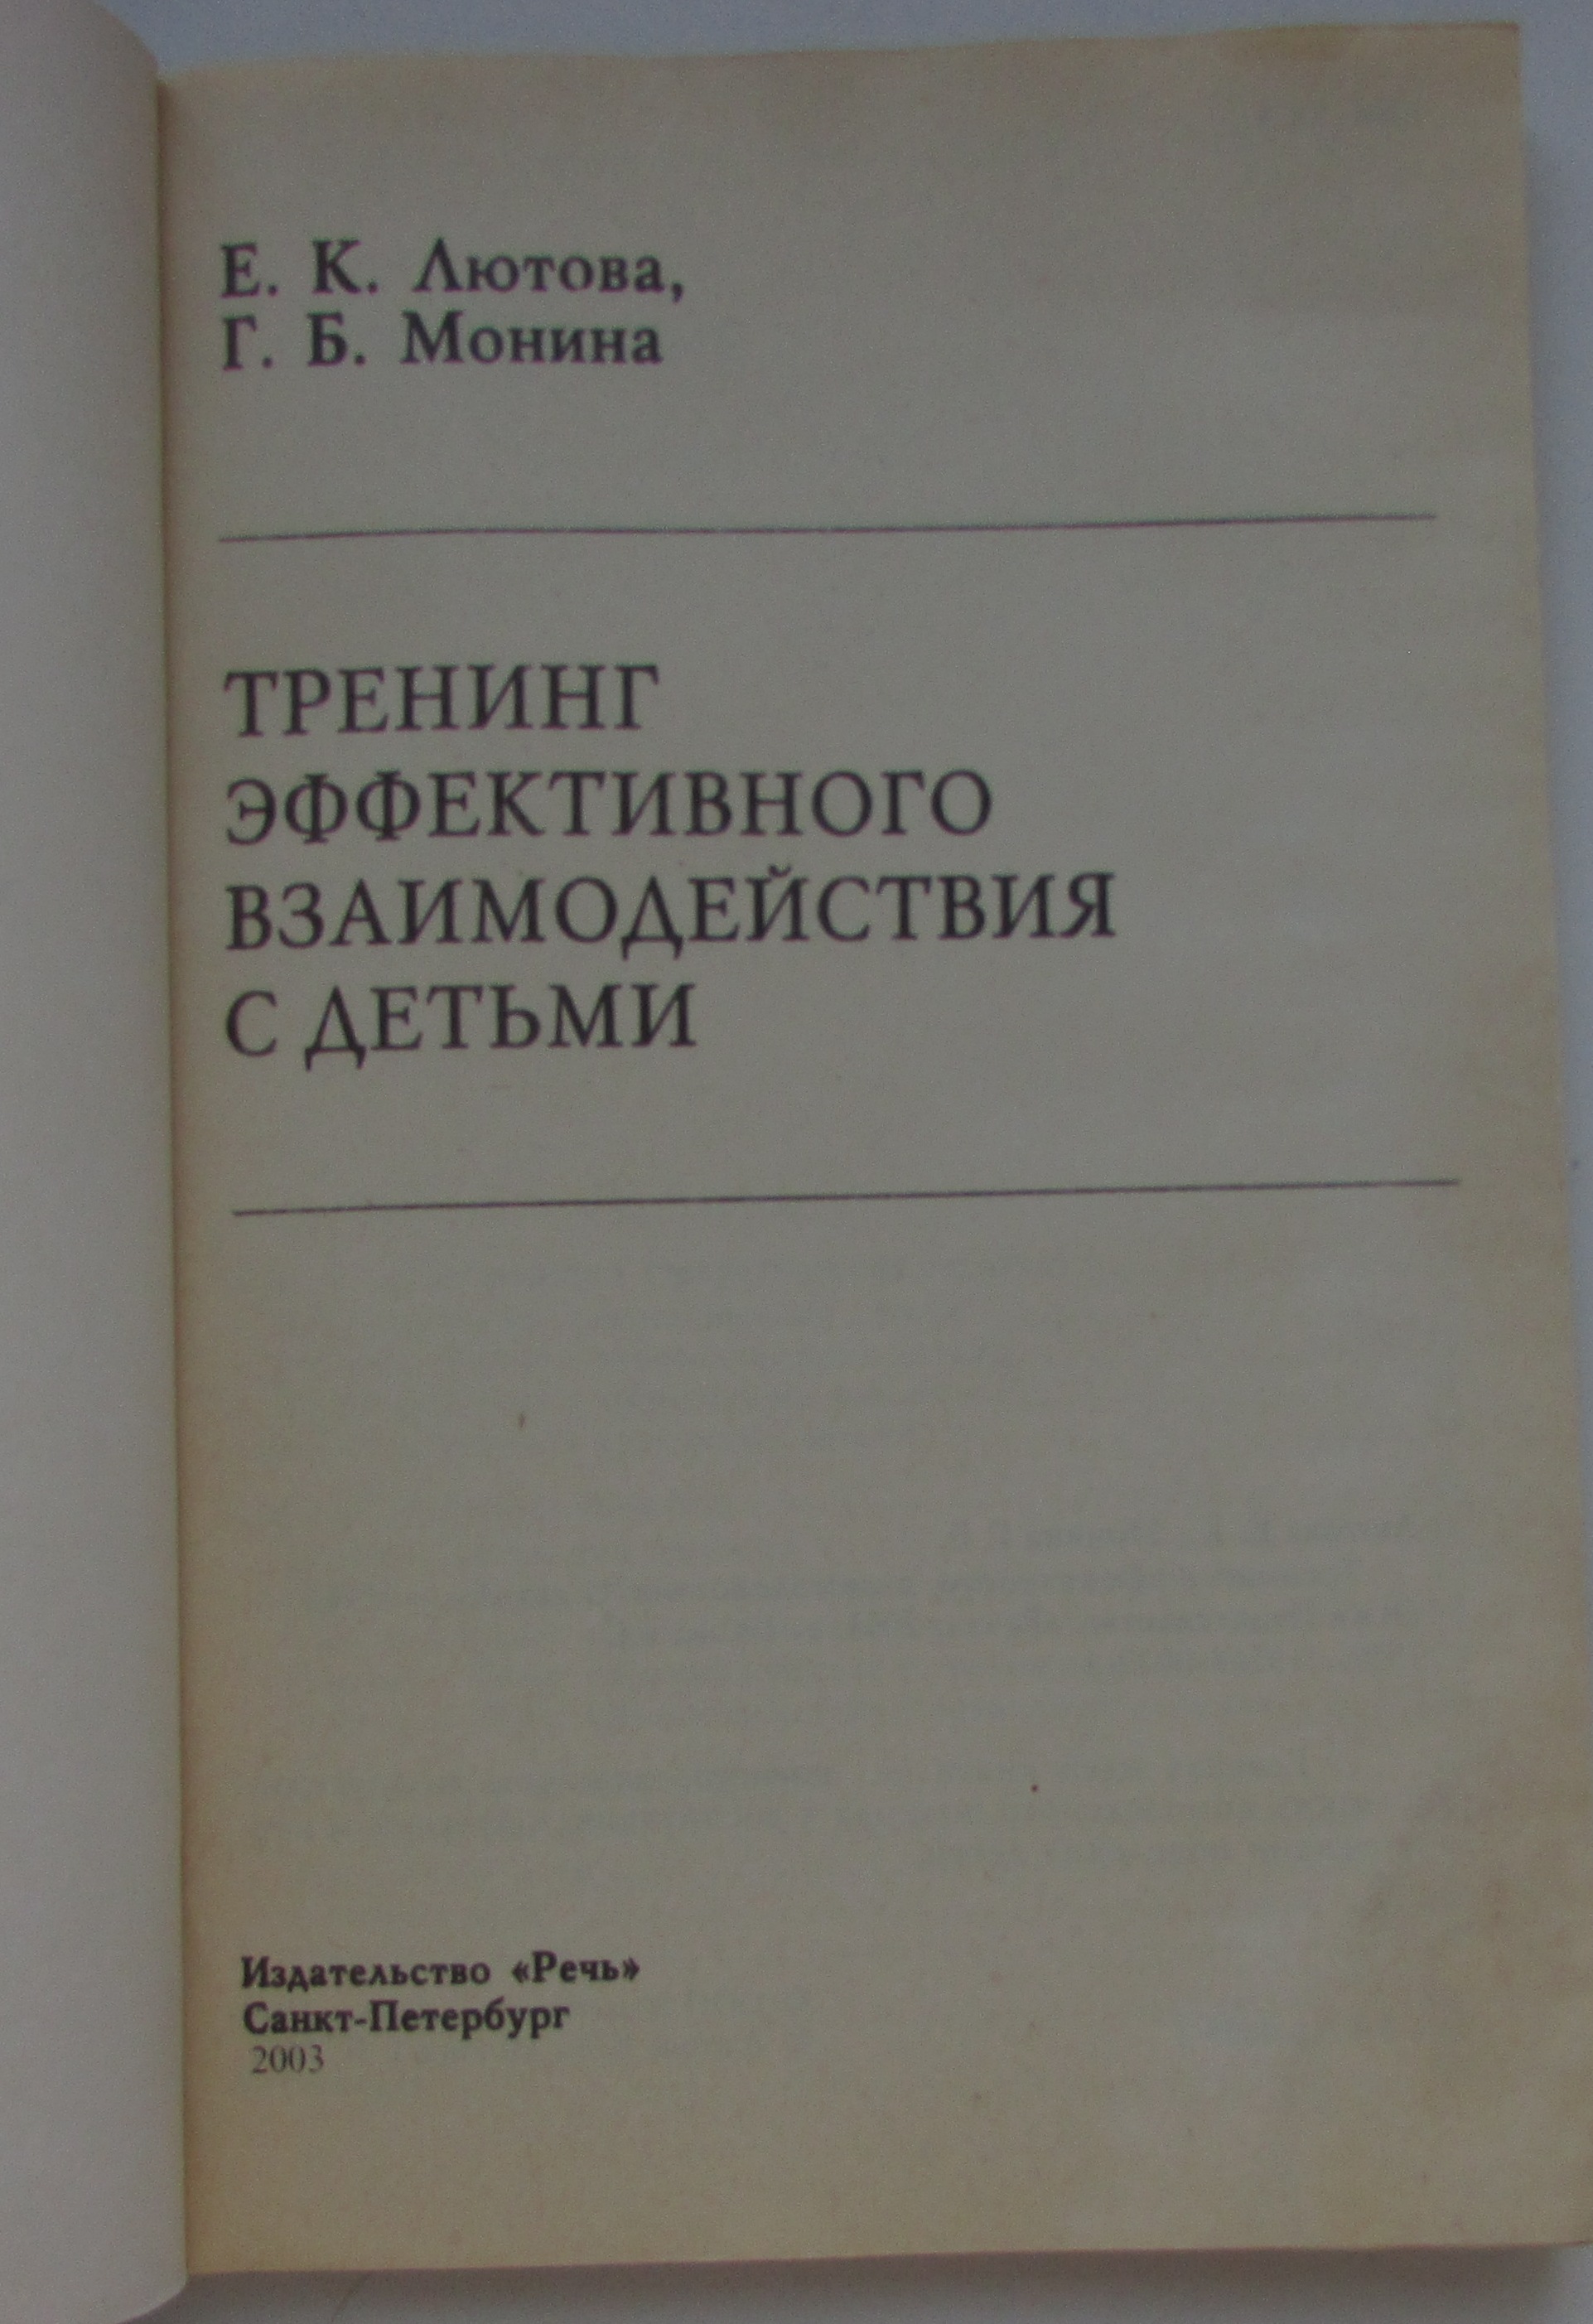 Е. К. Лютова,
Г. Б. Монина
ТРЕНИНГ
ЭФФЕКТИВНОГО
ВЗАИМОДЕЙСТВИЯ
С ДЕТЬМИ
Издательство «Речь»
Санкт-Петербург
2003